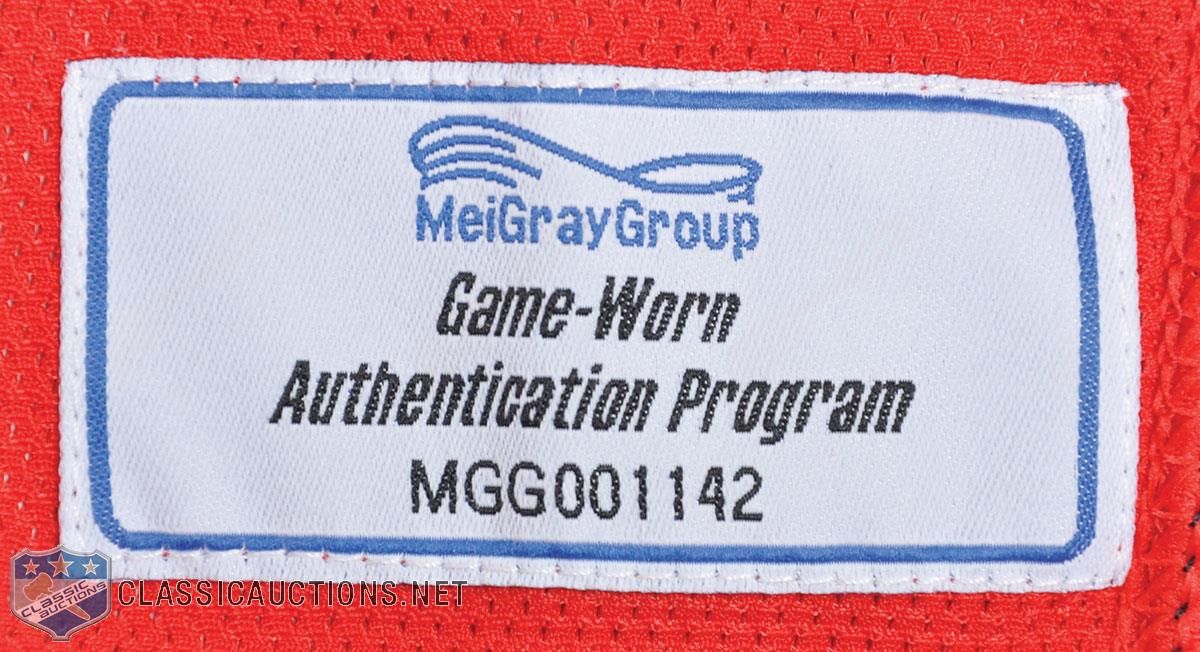 MeiGrayGroup
Game-Worn
Authentication Program
MGG001142
CLASSIC
AUCTIONS
CLASSICAUCTIONS.NET